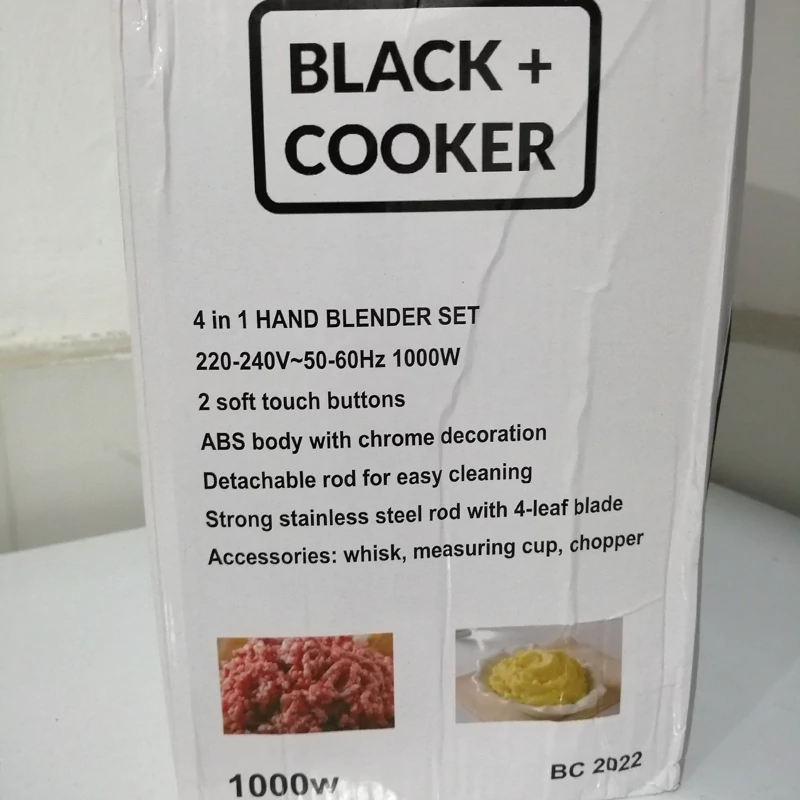 BLACK +
COOKER
4 in 1 HAND BLENDER SET
220-240V~50-60Hz 1000W
2 soft touch buttons
ABS body with chrome decoration
Detachable rod for easy cleaning
Strong stainless steel rod with 4-leaf blade
Accessories: whisk, measuring cup, chopper
1000w
BC 2022